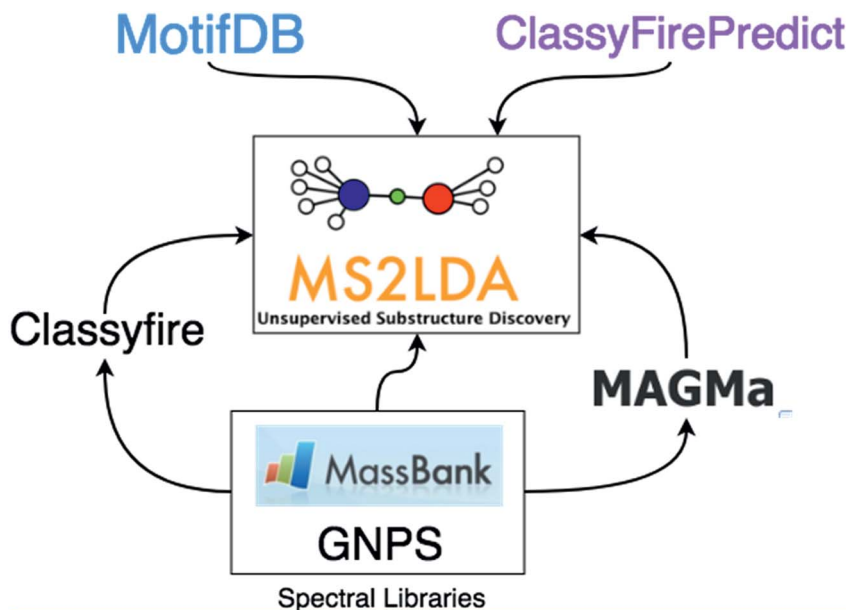 MotifDB
ClassyFirePredict
MS2LDA
Unsupervised Substructure Discovery
Classyfire
MAGMa
MassBank
GNPS
Spectral Libraries